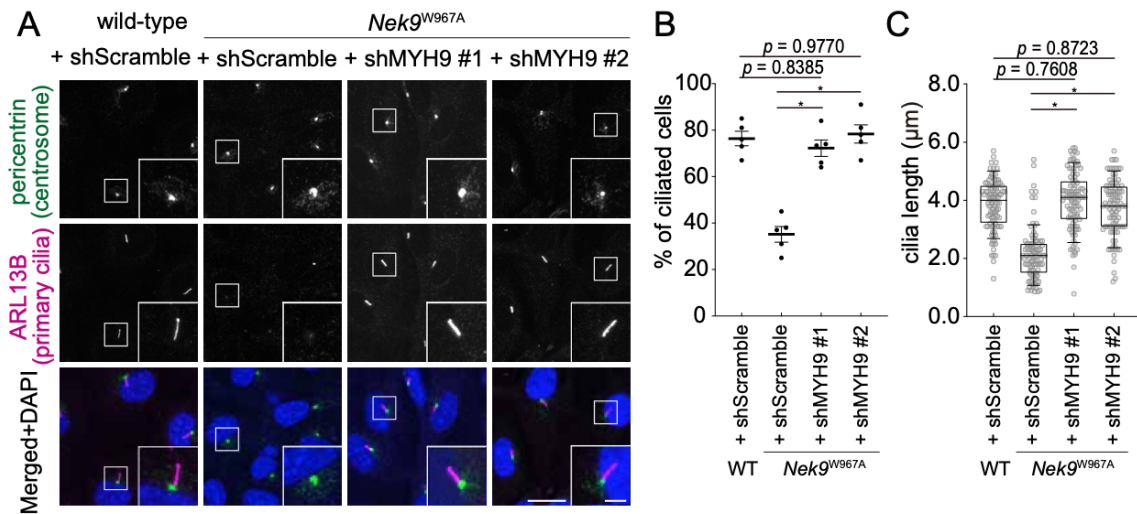 A
wild-type
Nek9W967A
+ shScramble
+ shScramble + shMYH9 #1 + shMYH9 #2
pericentrin
(centrosome)
ARL13B
(primary cilia)
Merged+DAPI
B
p = 0.9770
p = 0.8385
*
*
% of ciliated cells
100
80
60
40
20
0
+ shScramble
+ shScramble
+ shMYH9 #1
+ shMYH9 #2
WT
Nek9W967A
C
p = 0.8723
p = 0.7608
*
*
cilia length (μm)
8.0
6.0
4.0
2.0
0.0
+ shScramble
+ shScramble
+ shMYH9 #1
+ shMYH9 #2
WT
Nek9W967A